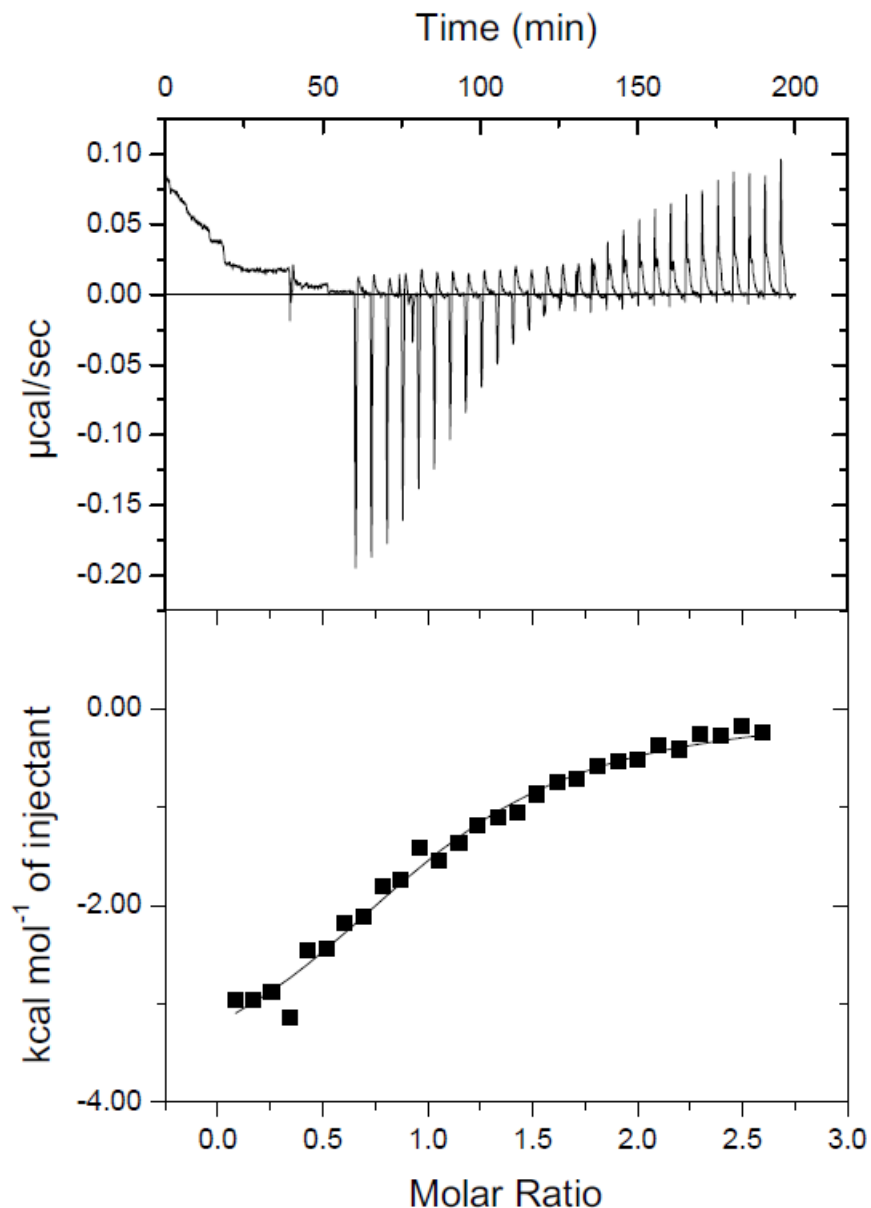 Time (min)
0 50 100 150 200
0.10
0.05
0.00
-0.05
-0.10
-0.15
-0.20
µcal/sec
0.00
-2.00
-4.00
kcal mol⁻¹ of injectant
0.0 0.5 1.0 1.5 2.0 2.5 3.0
Molar Ratio